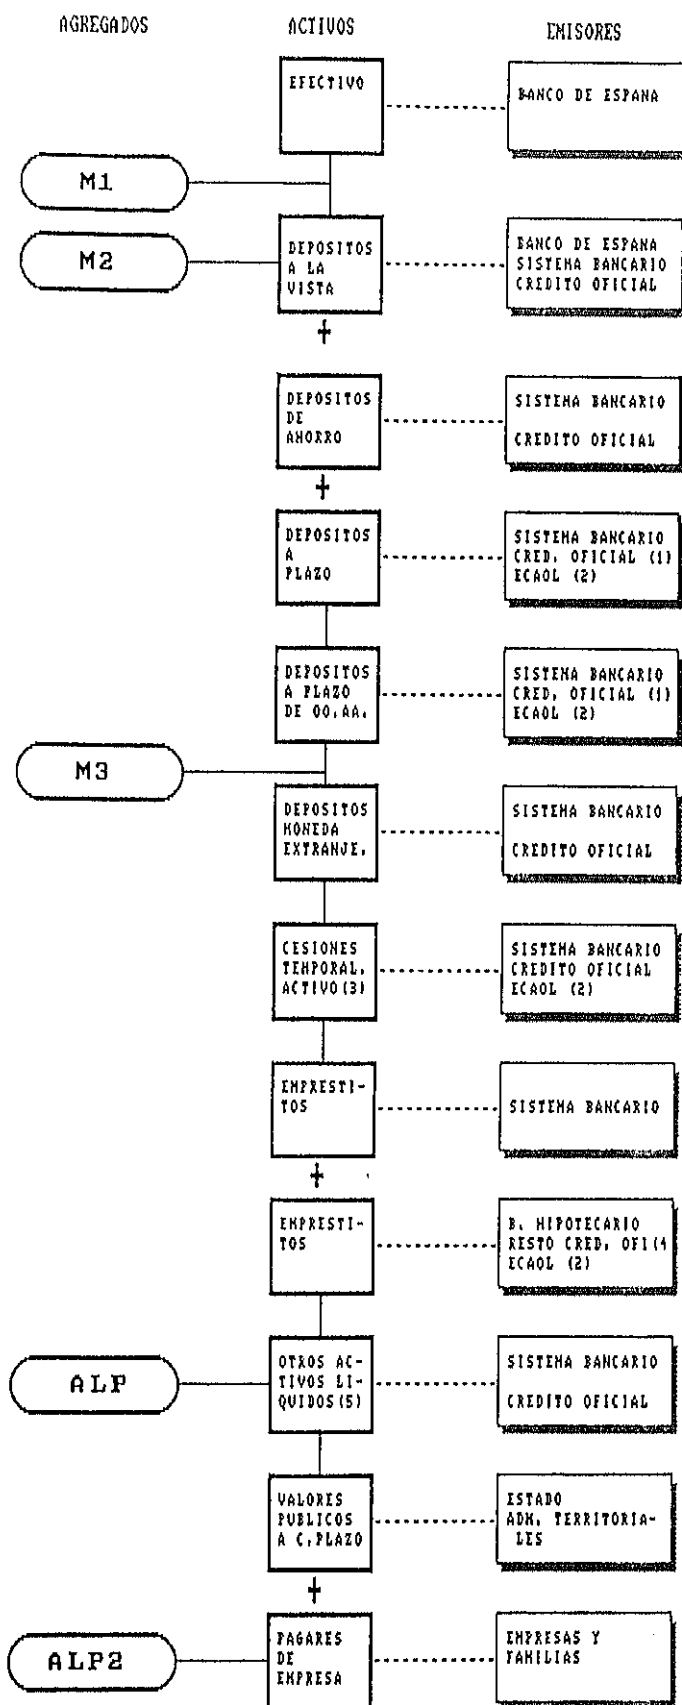 AGREGADOS ACTIVOS EMISORES
EFECTIVO
BANCO DE ESPANA
M1
M2
DEPOSITOS
A LA
VISTA
BANCO DE ESPANA
SISTEMA BANCARIO
CREDITO OFICIAL
+
DEPOSITOS
DE
AHORRO
SISTEMA BANCARIO
CREDITO OFICIAL
+
DEPOSITOS
A
PLAZO
SISTEMA BANCARIO
CRED. OFICIAL (1)
ECAOL (2)
DEPOSITOS
A PLAZO
DE OO.AA.
SISTEMA BANCARIO
CRED. OFICIAL (1)
ECAOL (2)
M3
DEPOSITOS
MONEDA
EXTRANJE.
SISTEMA BANCARIO
CREDITO OFICIAL
CESIONES
TEMPORAL.
ACTIVO(3)
SISTEMA BANCARIO
CREDITO OFICIAL
ECAOL (2)
EMPRESTI-
TOS
SISTEMA BANCARIO
+
EMPRESTI-
TOS
B. HIPOTECARIO
RESTO CRED. OFI(4
ECAOL (2)
ALP
OTROS AC-
TIVOS LI-
QUIDOS(5)
SISTEMA BANCARIO
CREDITO OFICIAL
VALORES
PUBLICOS
A C.PLAZO
ESTADO
ADM. TERRITORIA-
LES
+
ALP2
PAGARES
DE
EMPRESA
EMPRESAS Y
FAMILIAS